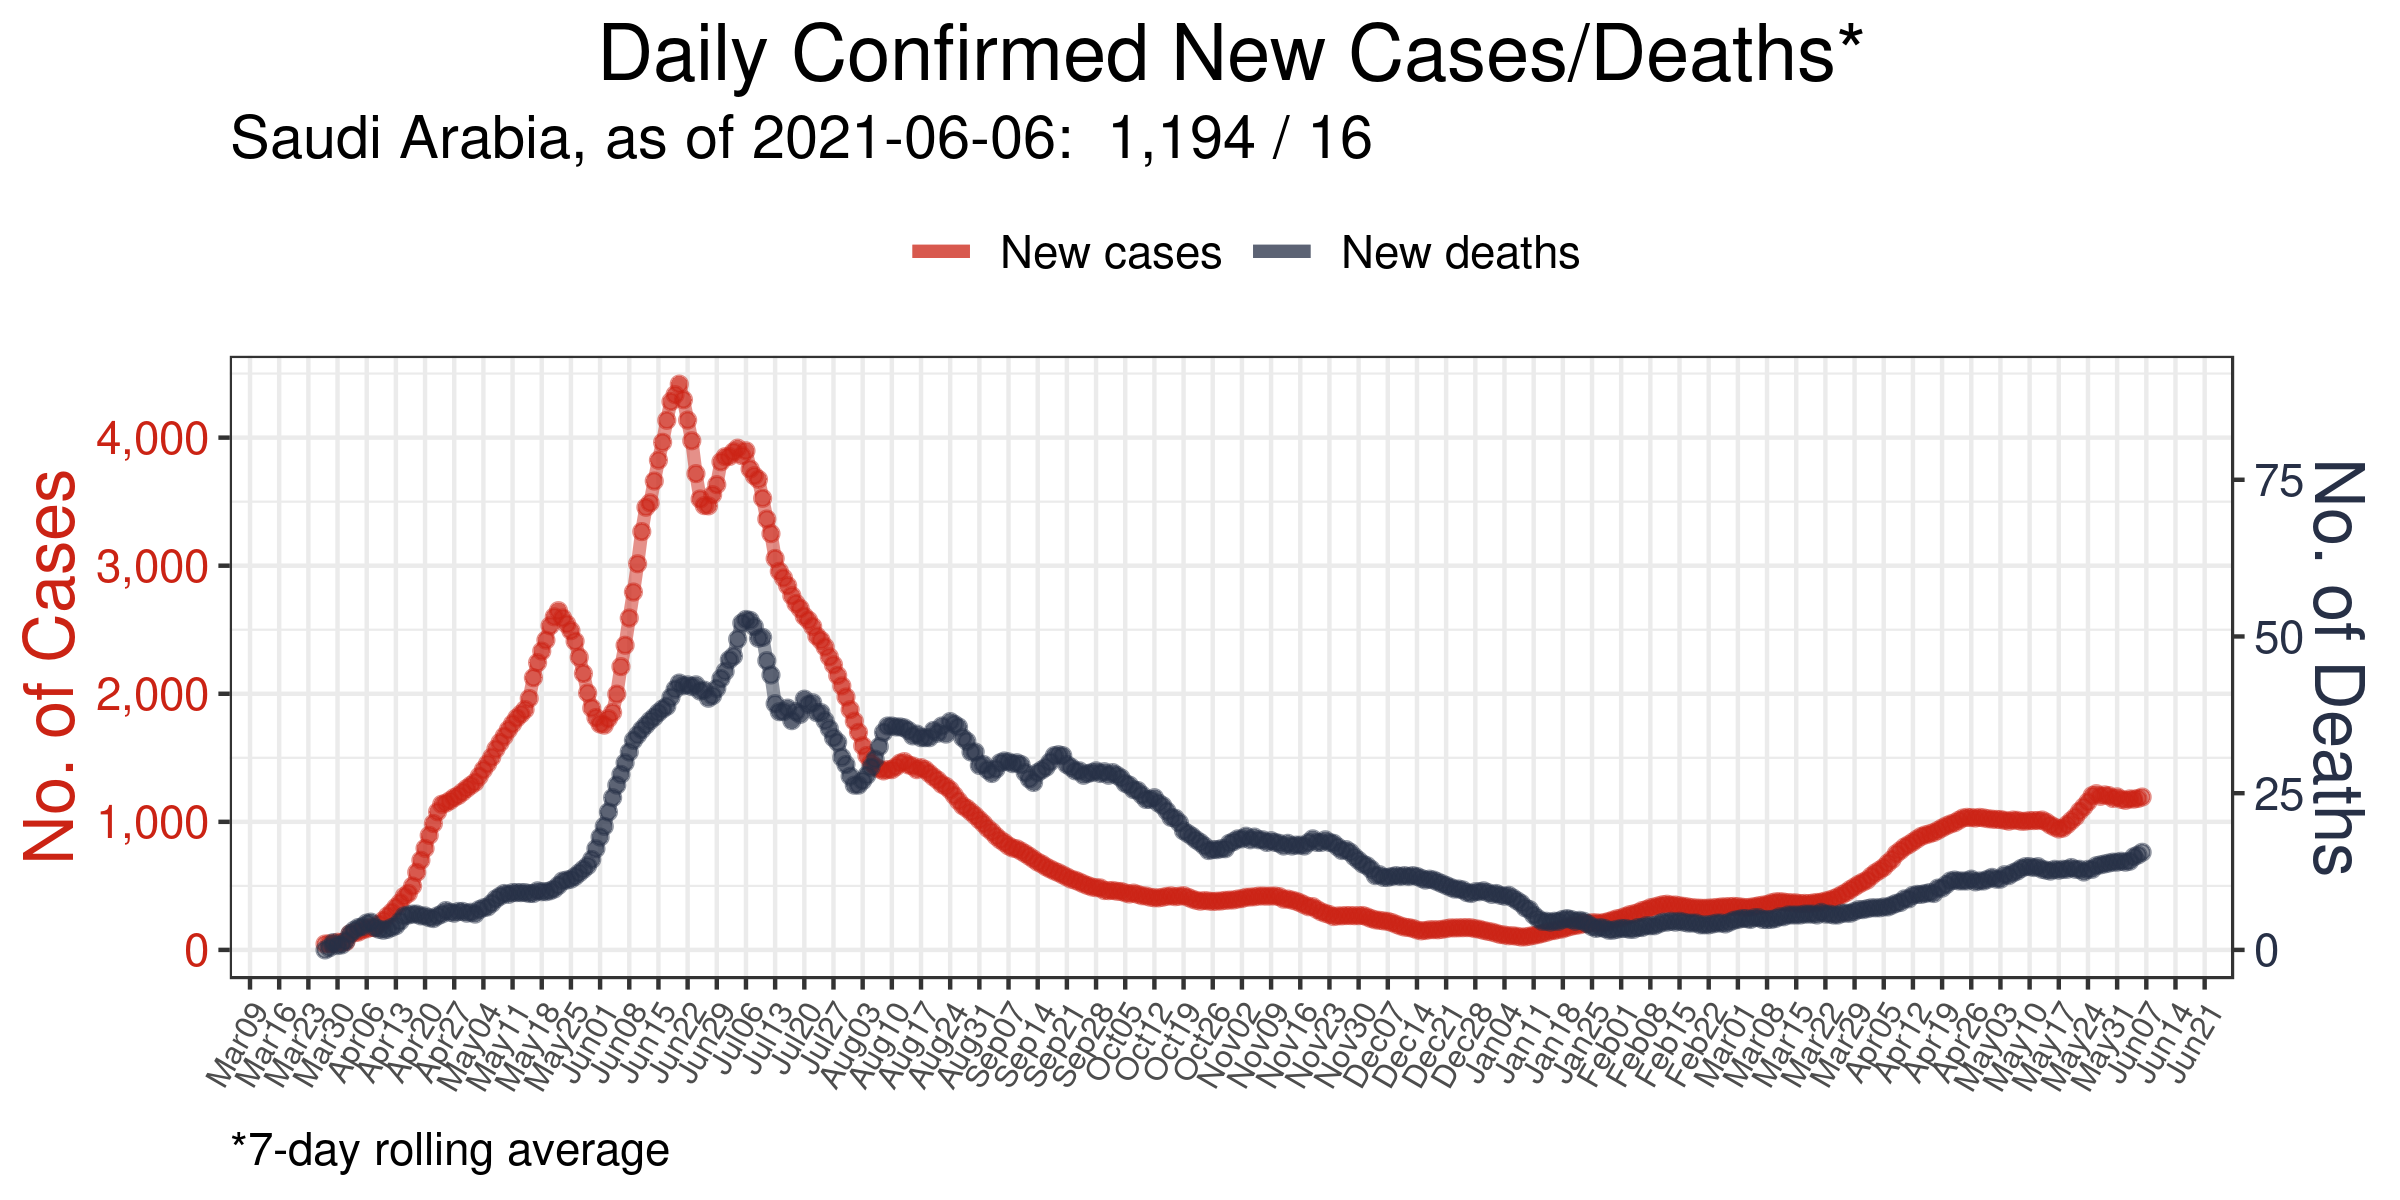 Daily Confirmed New Cases/Deaths*
Saudi Arabia, as of 2021-06-06:  1,194 / 16
New cases
New deaths
No. of Cases
4,000
3,000
2,000
1,000
0
75
50
25
0
No. of Deaths
Mar09
Mar16
Mar23
Mar30
Apr06
Apr13
Apr20
Apr27
May04
May11
May18
May25
Jun01
Jun08
Jun15
Jun22
Jun29
Jul06
Jul13
Jul20
Jul27
Aug03
Aug10
Aug17
Aug24
Aug31
Sep07
Sep14
Sep21
Sep28
Oct05
Oct12
Oct19
Oct26
Nov02
Nov09
Nov16
Nov23
Nov30
Dec07
Dec14
Dec21
Dec28
Jan04
Jan11
Jan18
Jan25
Feb01
Feb08
Feb15
Feb22
Mar01
Mar08
Mar15
Mar22
Mar29
Apr05
Apr12
Apr19
Apr26
May03
May10
May17
May24
May31
Jun07
Jun14
Jun21
*7-day rolling average